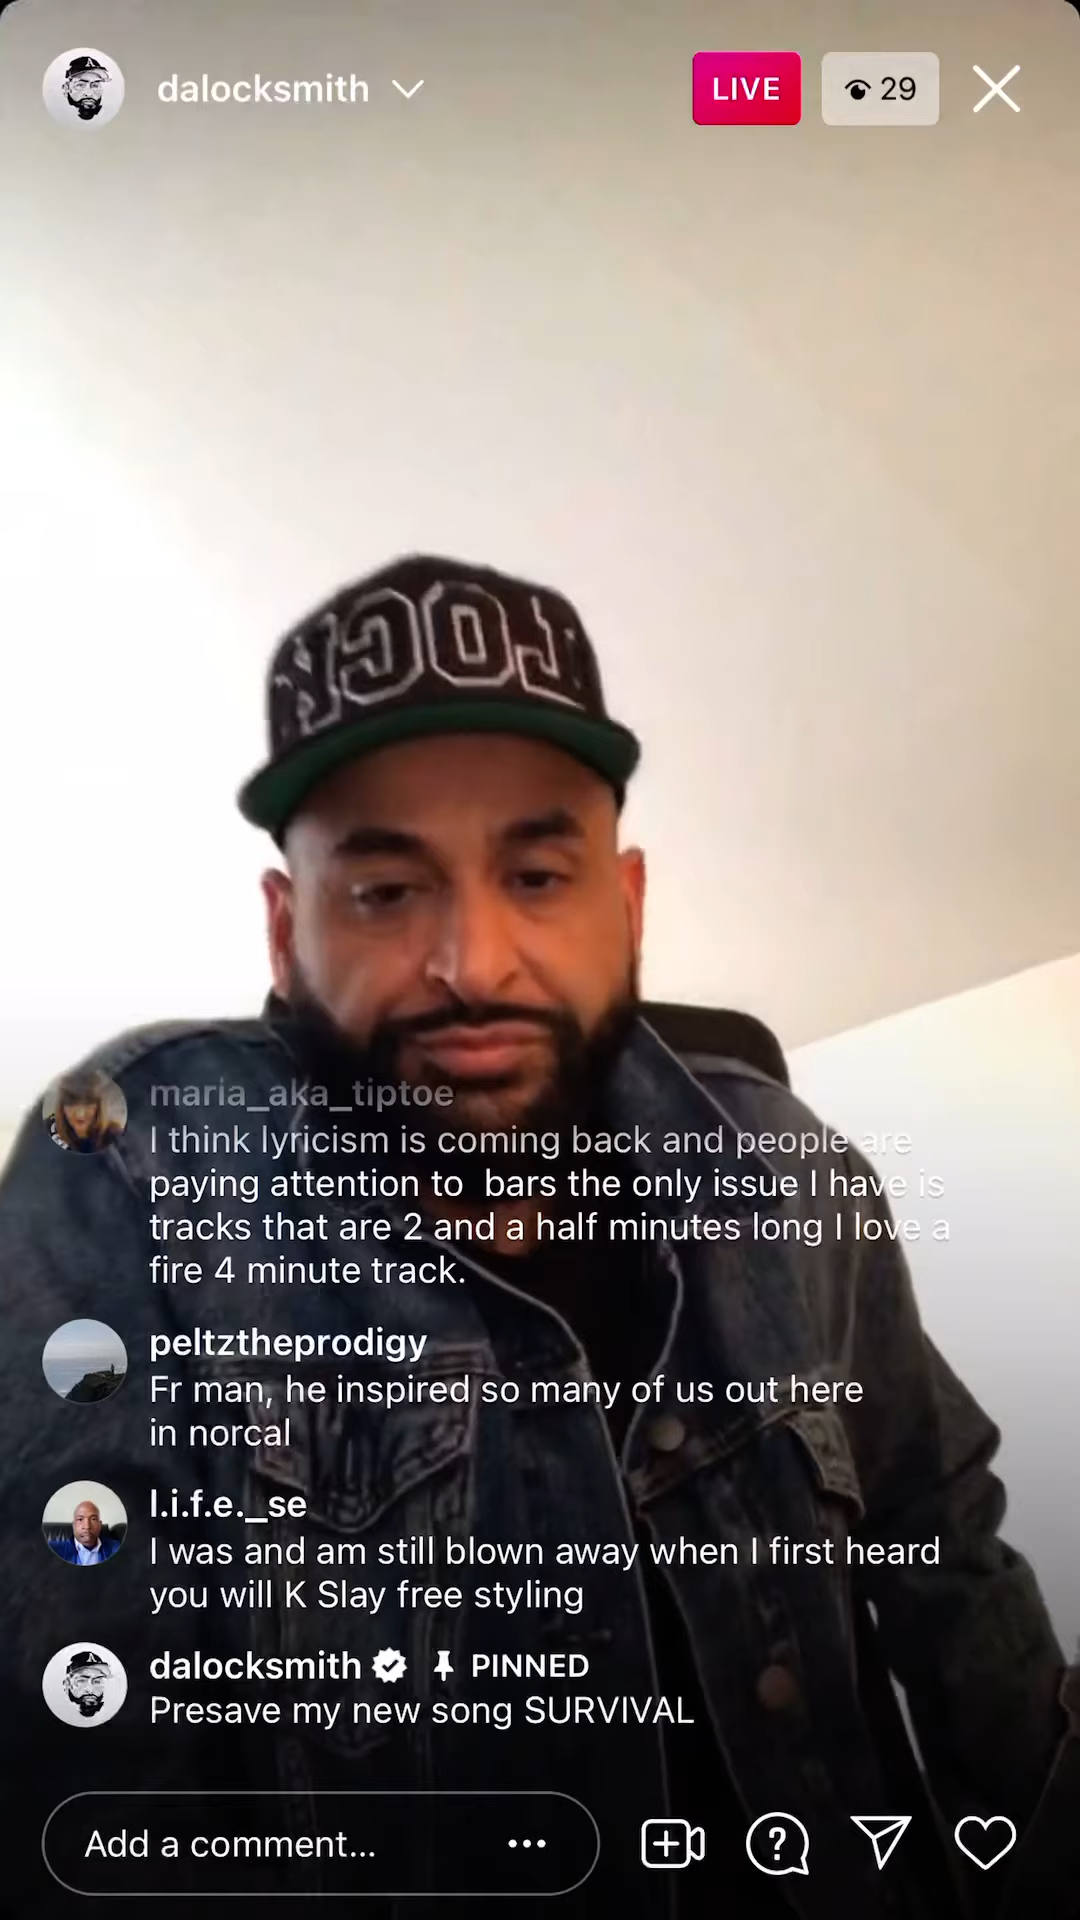 dalocksmith
LIVE
29
LOCK
maria_aka_tiptoe
I think lyricism is coming back and people are
paying attention to bars the only issue I have is
tracks that are 2 and a half minutes long I love a
fire 4 minute track.
peltztheprodigy
Fr man, he inspired so many of us out here
in norcal
l.i.f.e._se
I was and am still blown away when I first heard
you will K Slay free styling
dalocksmith PINNED
Presave my new song SURVIVAL
Add a comment...